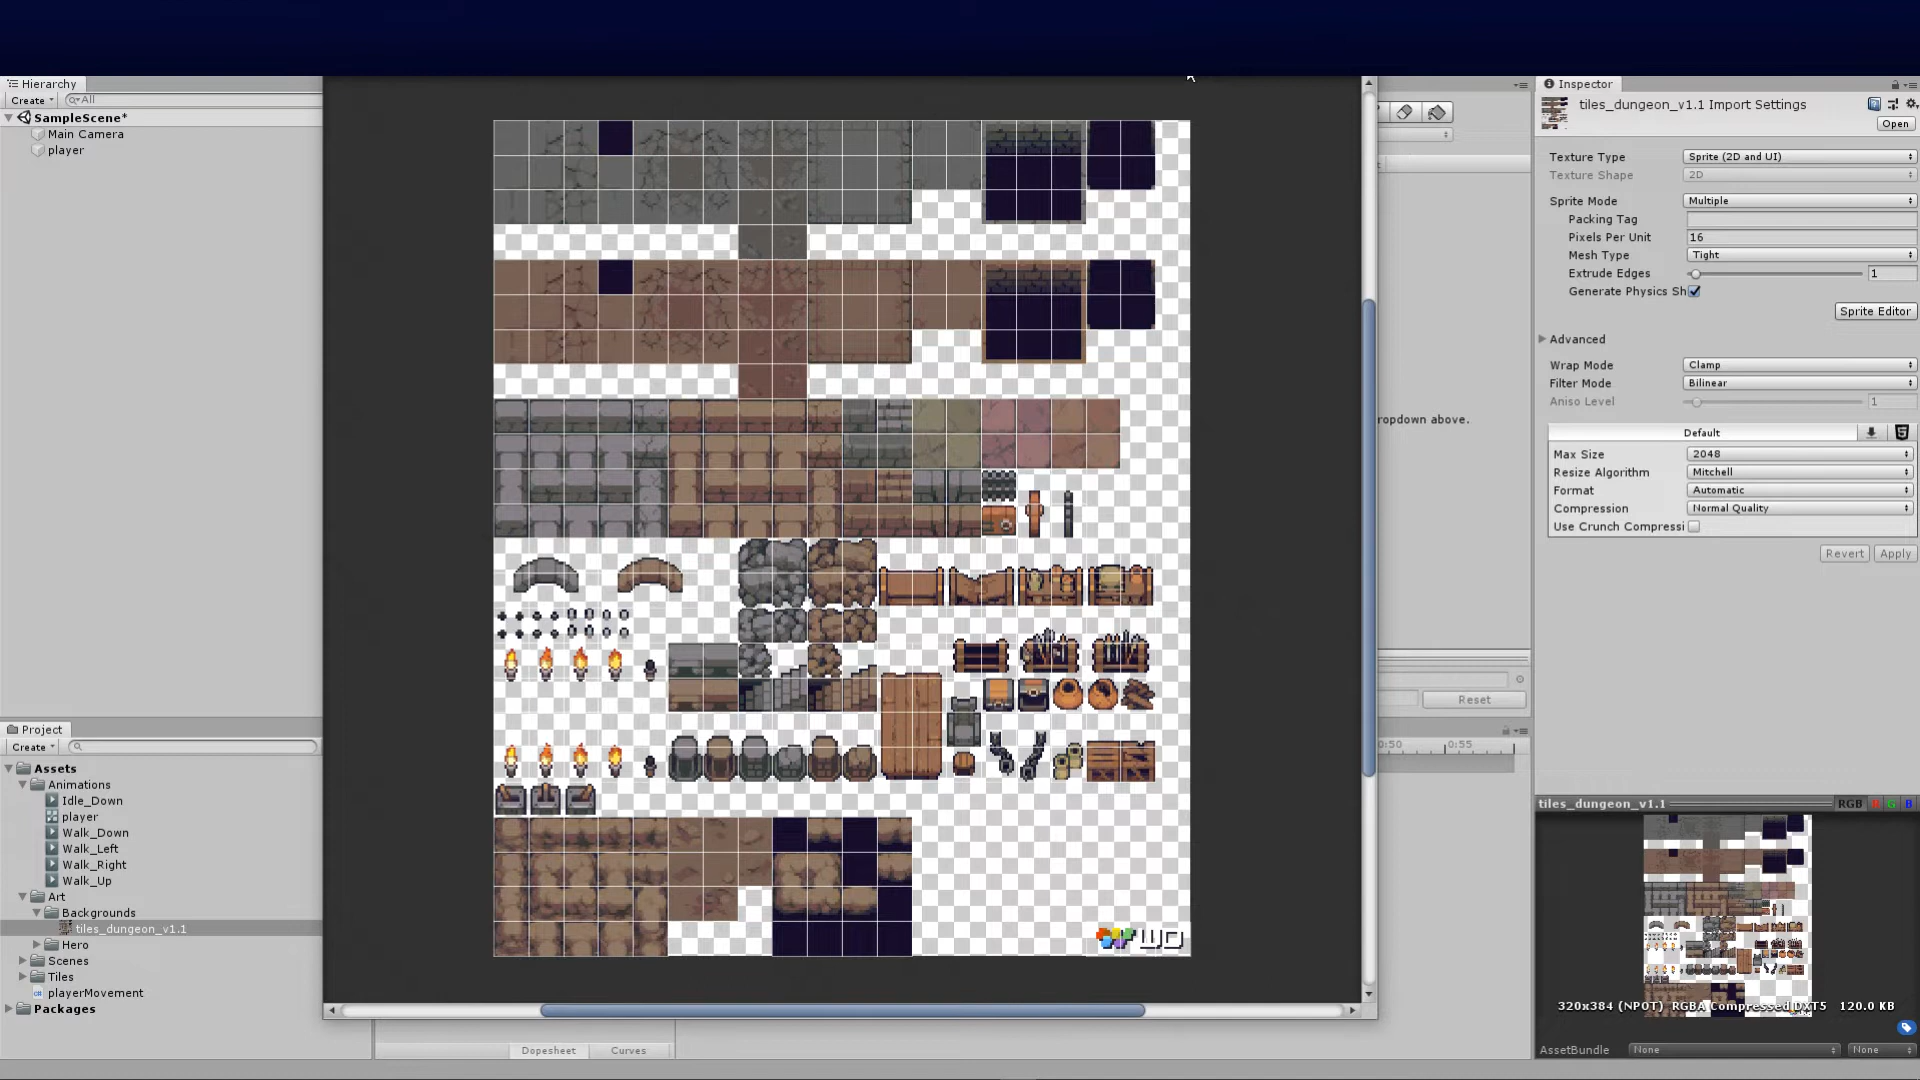 Hierarchy
Create
All
SampleScene*
Main Camera
player
Project
Create
Assets
Animations
Idle_Down
player
Walk_Down
Walk_Left
Walk_Right
Walk_Up
Art
Backgrounds
tiles_dungeon_v1.1
Hero
Scenes
Tiles
playerMovement
Packages
WO
Dopesheet
Curves
ropdown above.
Reset
0:50
0:55
Inspector
tiles_dungeon_v1.1 Import Settings
Open
Texture Type
Sprite (2D and UI)
Texture Shape
2D
Sprite Mode
Multiple
Packing Tag
Pixels Per Unit
16
Mesh Type
Tight
Extrude Edges
1
Generate Physics Sh
Sprite Editor
Advanced
Wrap Mode
Clamp
Filter Mode
Bilinear
Aniso Level
1
Default
Max Size
2048
Resize Algorithm
Mitchell
Format
Automatic
Compression
Normal Quality
Use Crunch Compressi
Revert
Apply
tiles_dungeon_v1.1
RGB
R
G
B
320x384 (NPOT) RGBA Compressed DXT5 120.0 KB
AssetBundle
None
None